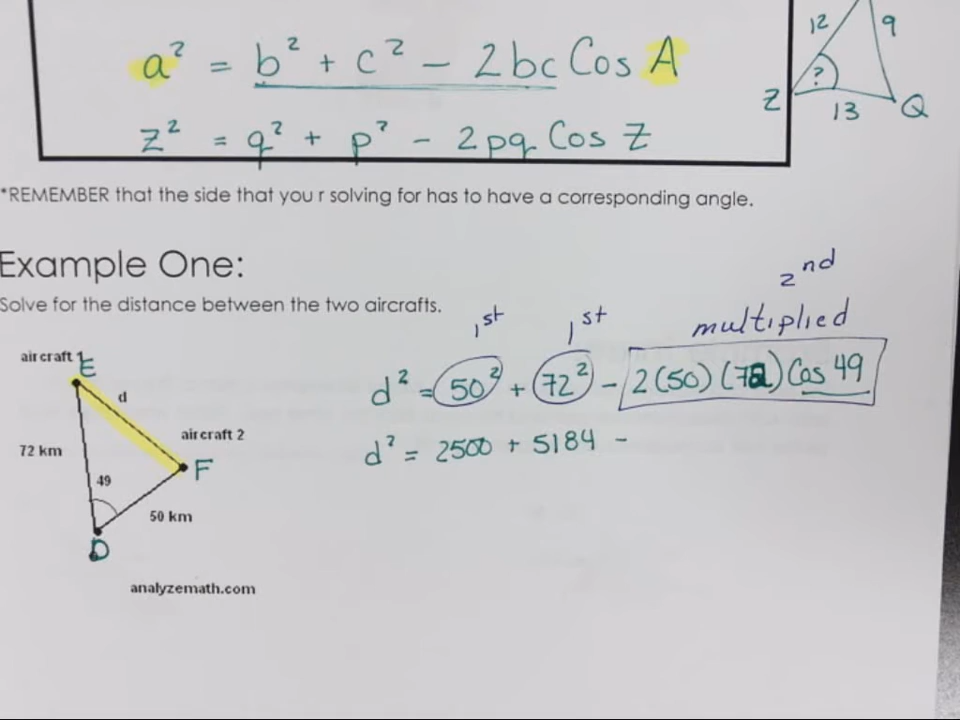 a² = b² + c² - 2bc Cos A
z² = q² + p² - 2pq Cos Z
12
9
?
Z
13
Q
*REMEMBER that the side that you r solving for has to have a corresponding angle.
Example One:
Solve for the distance between the two aircrafts.
2nd
1st 1st multiplied
d² = 50² + 72² - 2(50)(72) Cos 49
d² = 2500 + 5184 -
aircraft 1
E
d
aircraft 2
72 km
F
49
50 km
D
analyzemath.com